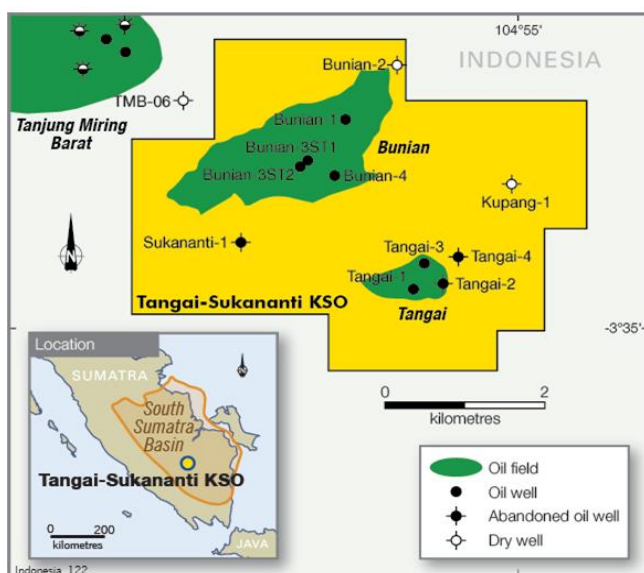 104°55'
INDONESIA
Bunian-2
TMB-06
Tanjung Miring
Barat
Bunian-1
Bunian
Bunian-3ST1
Bunian-3ST2
Bunian-4
Kupang-1
Sukananti-1
Tangai-3
Tangai-4
Tangai-1
Tangai-2
Tangai-Sukananti KSO
Tangai
-3°35'
N
0 2
kilometres
Location
SUMATRA
South
Sumatra
Basin
Tangai-Sukananti KSO
0 200
kilometres
JAVA
Oil field
Oil well
Abandoned oil well
Dry well
Indonesia_122